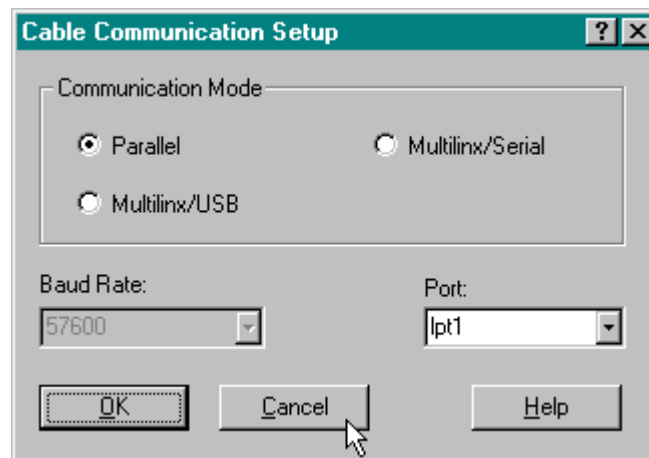 Cable Communication Setup ?
Communication Mode
Parallel Multilinx/Serial
Multilinx/USB
Baud Rate: Port:
57600 lpt1
OK Cancel Help